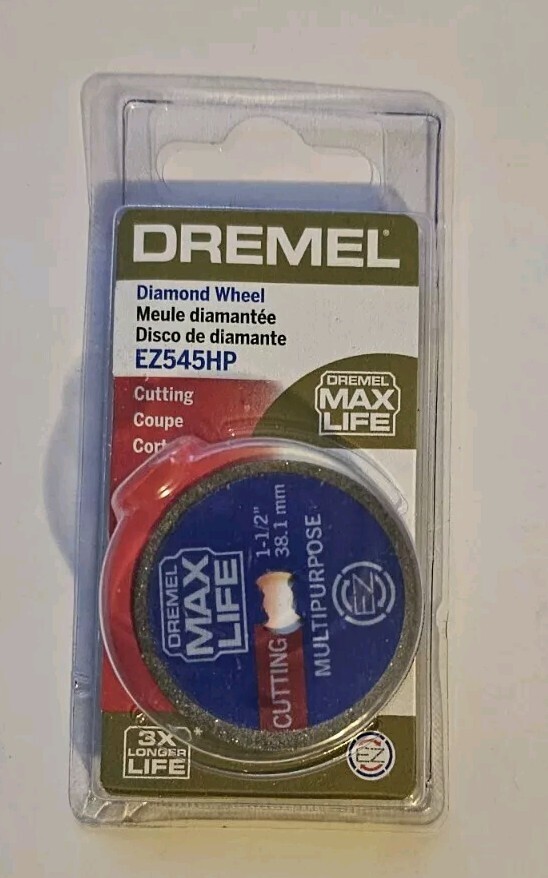 DREMEL®
Diamond Wheel
Meule diamantée
Disco de diamante
EZ545HP
Cutting
Coupe
DREMEL
MAX
LIFE
DREMEL
MAX
LIFE
1-1/2"
38.1 mm
CUTTING
MULTIPURPOSE
EZ
3X
LONGER
LIFE
*
EZ